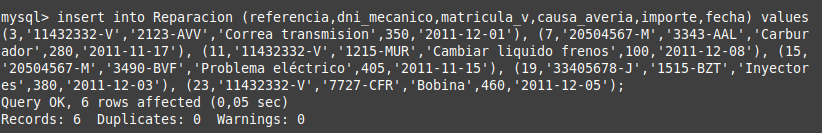 mysql> insert into Reparacion (referencia,dni_mecanico,matricula_v,causa_averia,importe,fecha) values
(3,'11432332-V','2123-AVV','Correa transmision',350,'2011-12-01'), (7,'20504567-M','3343-AAL','Carbur
ador',280,'2011-11-17'), (11,'11432332-V','1215-MUR','Cambiar liquido frenos',100,'2011-12-08'), (15,
'20504567-M','3490-BVF','Problema eléctrico',405,'2011-11-15'), (19,'33405678-J','1515-BZT','Inyector
es',380,'2011-12-03'), (23,'11432332-V','7727-CFR','Bobina',460,'2011-12-05');
Query OK, 6 rows affected (0,05 sec)
Records: 6  Duplicates: 0  Warnings: 0